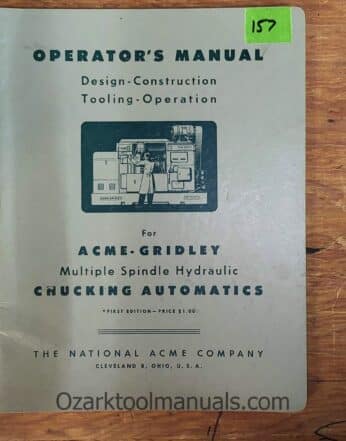 157
OPERATOR'S MANUAL
Design-Construction
Tooling-Operation
For
ACME-GRIDLEY
Multiple Spindle Hydraulic
CHUCKING AUTOMATICS
*FIRST EDITION—PRICE $1.00
THE NATIONAL ACME COMPANY
CLEVELAND 8, OHIO, U.S.A.
Ozarktoolmanuals.com